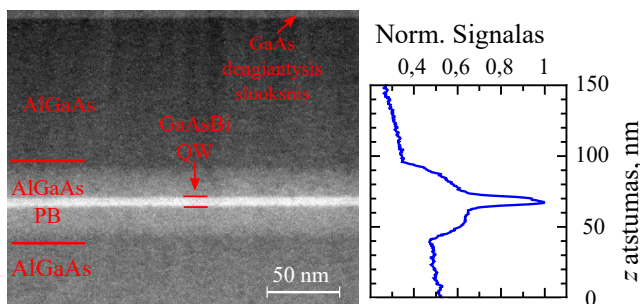 GaAs
dengiantysis
sluoksnis
AlGaAs
GaAsBi
QW
AlGaAs
PB
AlGaAs
50 nm
Norm. Signalas
0,4 0,6 0,8 1
150
100
50
0
z atstumas, nm